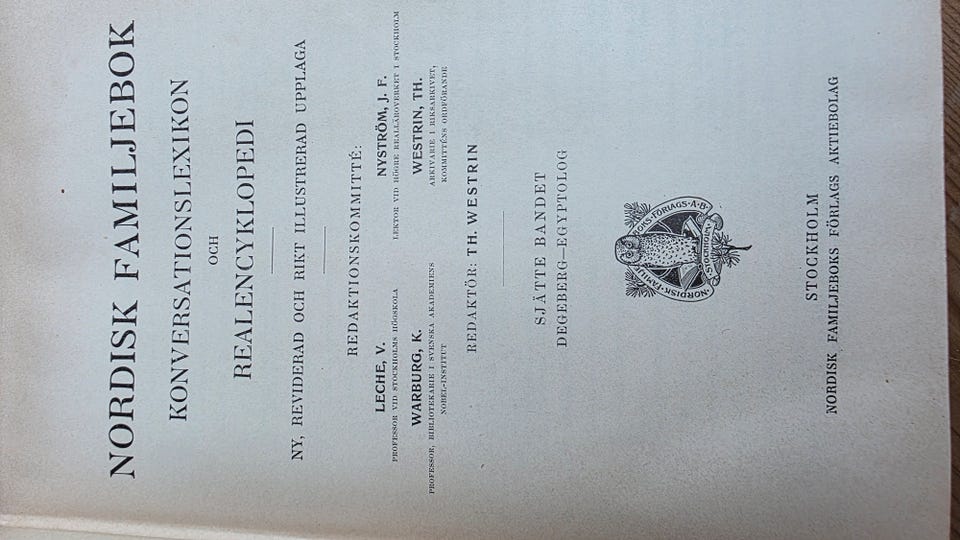 NORDISK FAMILJEBOK
KONVERSATIONSLEXIKON
OCH
REALENCYKLOPEDI
NY, REVIDERAD OCH RIKT ILLUSTRERAD UPPLAGA
REDAKTIONSKOMMITTÉ:
LECHE, V.
PROFESSOR VID STOCKHOLMS HÖGSKOLA
WARBURG, K.
PROFESSOR, BIBLIOTEKARIE I SVENSKA AKADEMIENS
NOBEL-INSTITUT
NYSTRÖM, J. F.
LEKTOR VID HÖGRE REALLÄROVERKET I STOCKHOLM
WESTRIN, TH.
ARKIVARIE I RIKSARKIVET,
KOMMITTÉNS ORDFÖRANDE
REDAKTÖR: TH. WESTRIN
SJÄTTE BANDET
DEGEBERG—EGYPTOLOG
NORDISK·FAMILJEBOKS·FÖRLAGS·A·B·
STOCKHOLM
STOCKHOLM
NORDISK FAMILJEBOKS FÖRLAGS AKTIEBOLAG